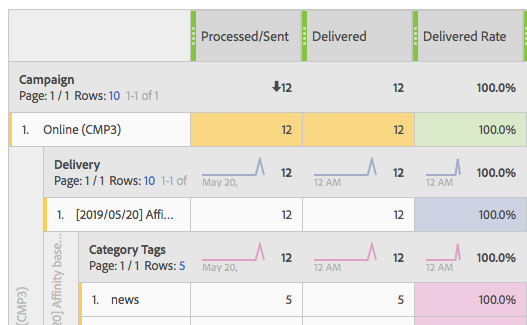 Processed/Sent Delivered Delivered Rate
Campaign
Page: 1 / 1 Rows: 10 1-1 of 1 12 12 100.0%
1. Online (CMP3) 12 12 100.0%
Delivery
Page: 1 / 1 Rows: 10 1-1 of 12 12 100.0%
May 20, 12 AM 12 AM
1. [2019/05/20] Affi... 12 12 100.0%
Category Tags
Page: 1 / 1 Rows: 5 12 12 100.0%
May 20, 12 AM 12 AM
1. news 5 5 100.0%
(CMP3)
20] Affinity base...